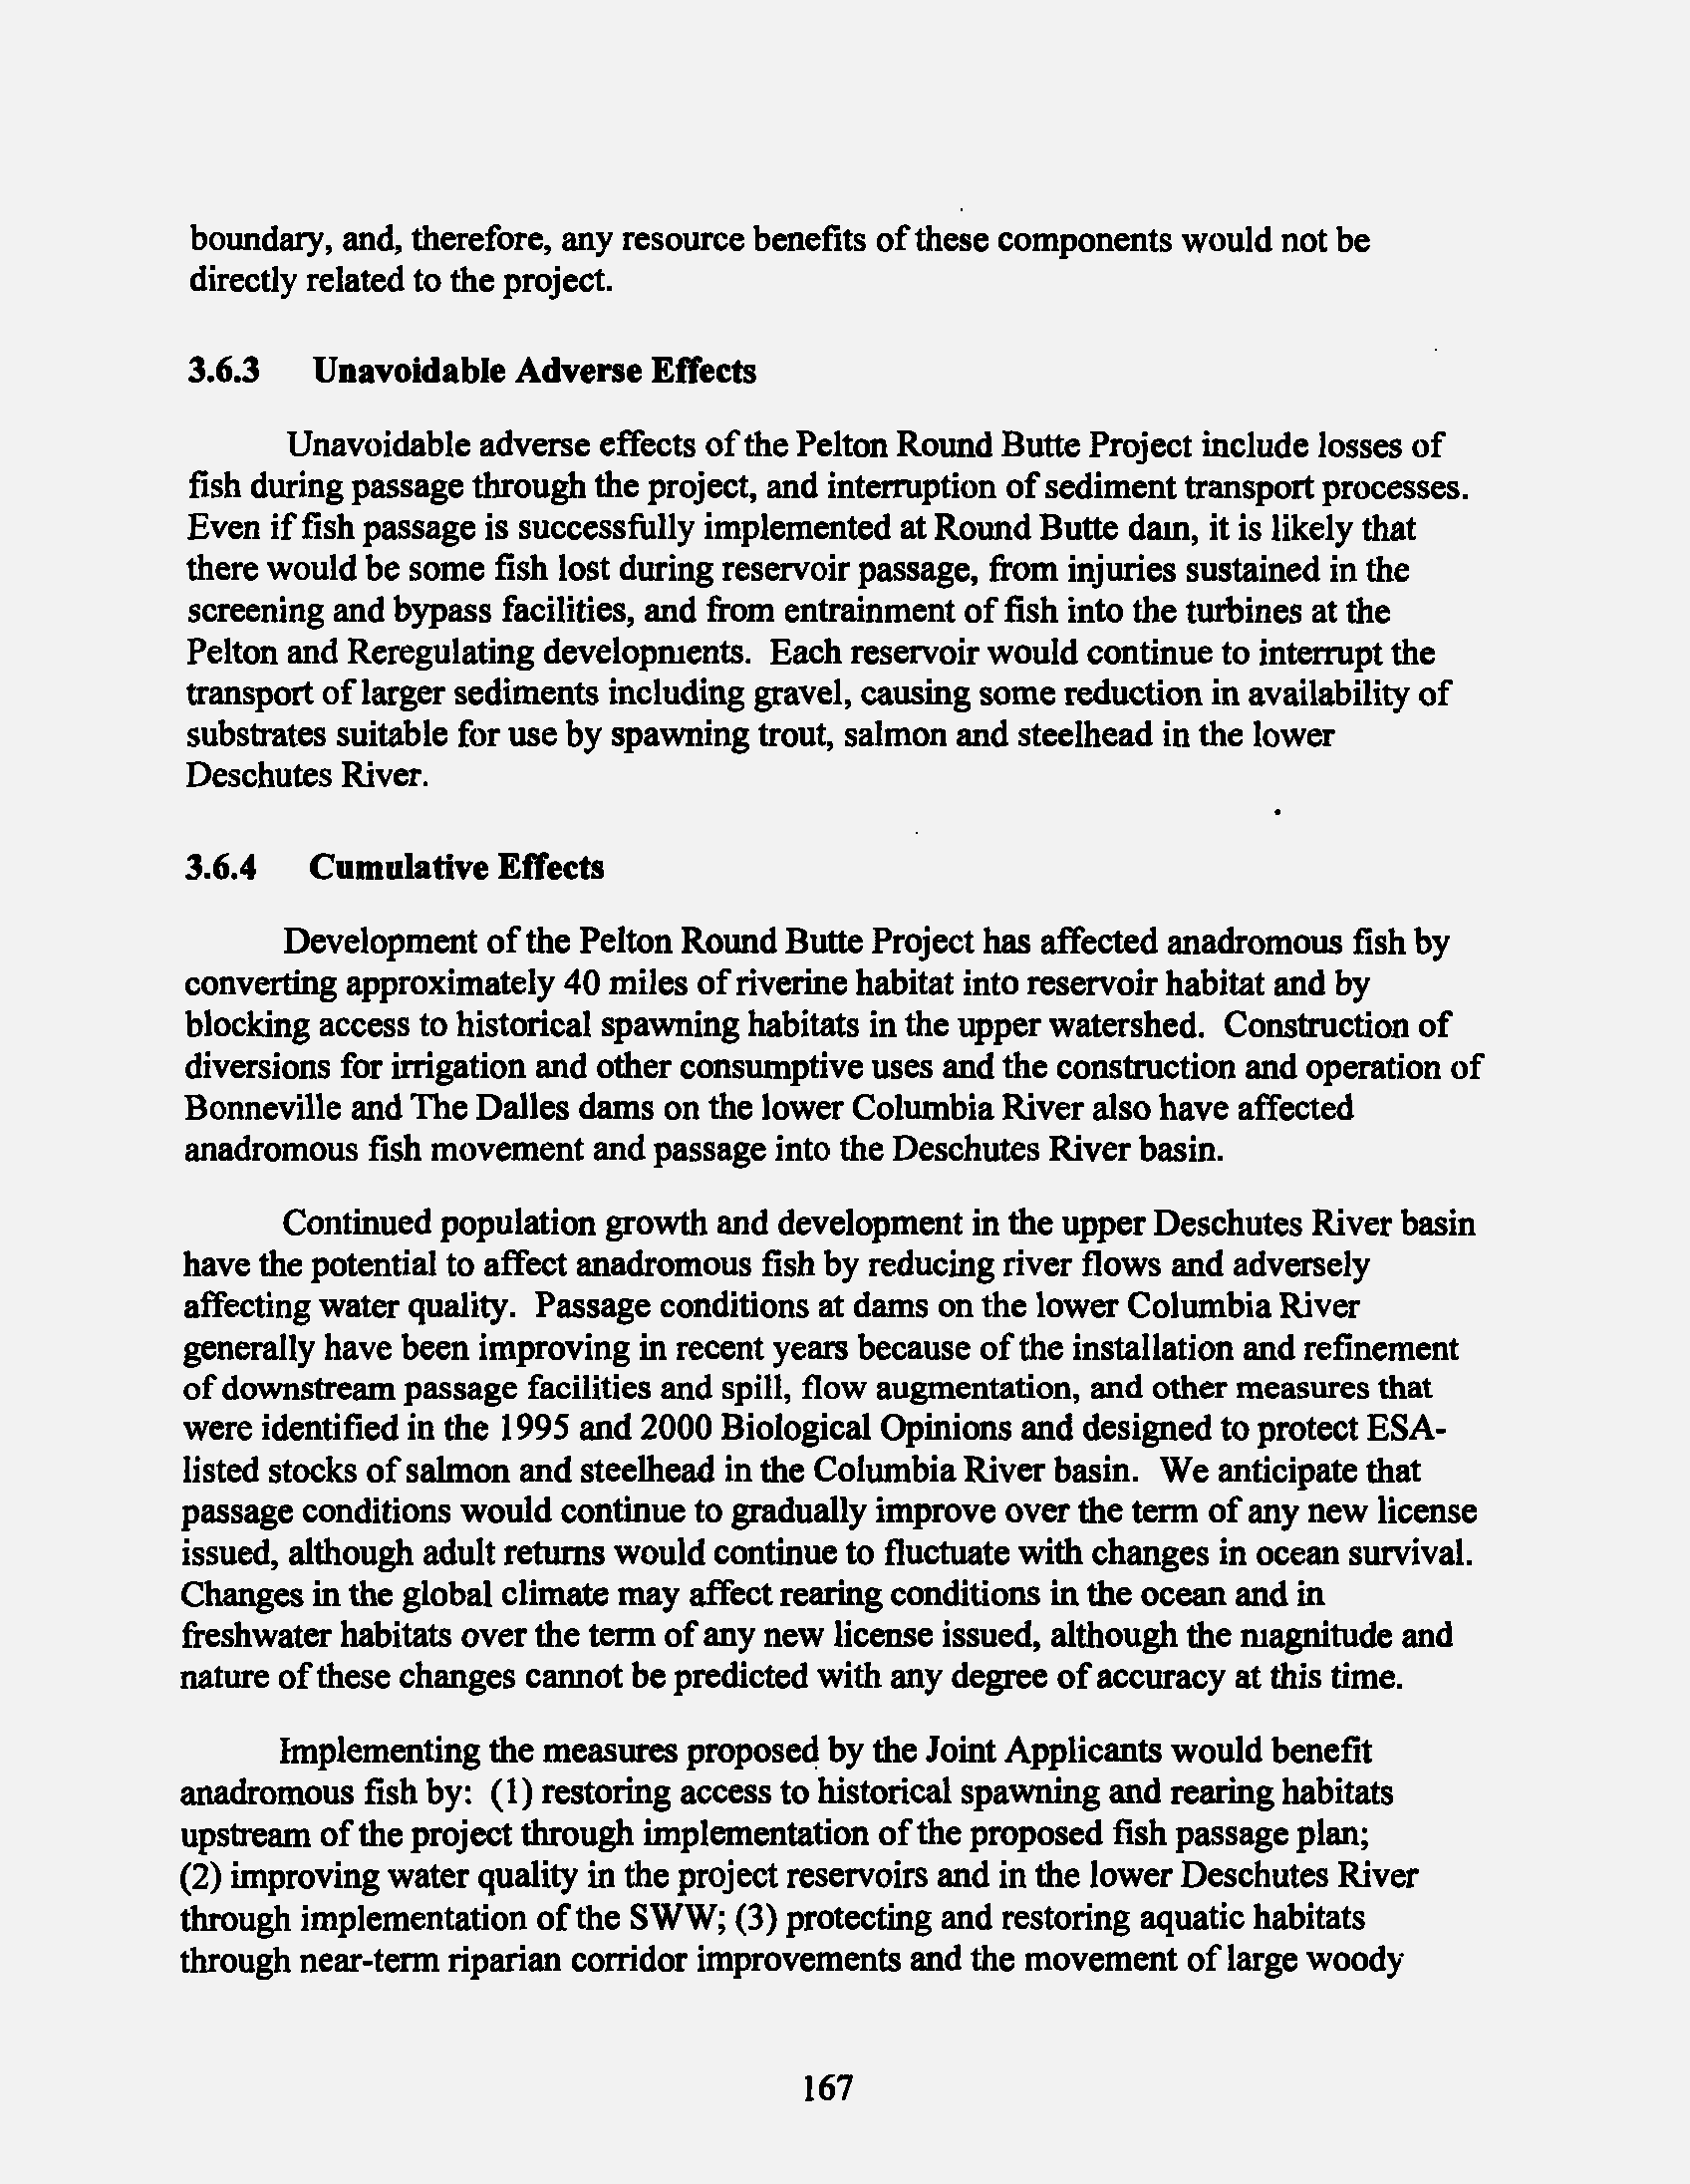 boundary, and, therefore, any resource benefits of these components would not be
directly related to the project.
3.6.3 Unavoidable Adverse Effects
Unavoidable adverse effects of the Pelton Round Butte Project include losses of
fish during passage through the project, and interruption of sediment transport processes.
Even if fish passage is successfully implemented at Round Butte dam, it is likely that
there would be some fish lost during reservoir passage, from injuries sustained in the
screening and bypass facilities, and from entrainment of fish into the turbines at the
Pelton and Reregulating developments. Each reservoir would continue to interrupt the
transport of larger sediments including gravel, causing some reduction in availability of
substrates suitable for use by spawning trout, salmon and steelhead in the lower
Deschutes River.
3.6.4 Cumulative Effects
Development of the Pelton Round Butte Project has affected anadromous fish by
converting approximately 40 miles of riverine habitat into reservoir habitat and by
blocking access to historical spawning habitats in the upper watershed. Construction of
diversions for irrigation and other consumptive uses and the construction and operation of
Bonneville and The Dalles dams on the lower Columbia River also have affected
anadromous fish movement and passage into the Deschutes River basin.
Continued population growth and development in the upper Deschutes River basin
have the potential to affect anadromous fish by reducing river flows and adversely
affecting water quality. Passage conditions at dams on the lower Columbia River
generally have been improving in recent years because of the installation and refinement
of downstream passage facilities and spill, flow augmentation, and other measures that
were identified in the 1995 and 2000 Biological Opinions and designed to protect ESA-
listed stocks of salmon and steelhead in the Columbia River basin. We anticipate that
passage conditions would continue to gradually improve over the term of any new license
issued, although adult returns would continue to fluctuate with changes in ocean survival.
Changes in the global climate may affect rearing conditions in the ocean and in
freshwater habitats over the term of any new license issued, although the magnitude and
nature of these changes cannot be predicted with any degree of accuracy at this time.
Implementing the measures proposed by the Joint Applicants would benefit
anadromous fish by: (1) restoring access to historical spawning and rearing habitats
upstream of the project through implementation of the proposed fish passage plan;
(2) improving water quality in the project reservoirs and in the lower Deschutes River
through implementation of the SWW; (3) protecting and restoring aquatic habitats
through near-term riparian corridor improvements and the movement of large woody
167